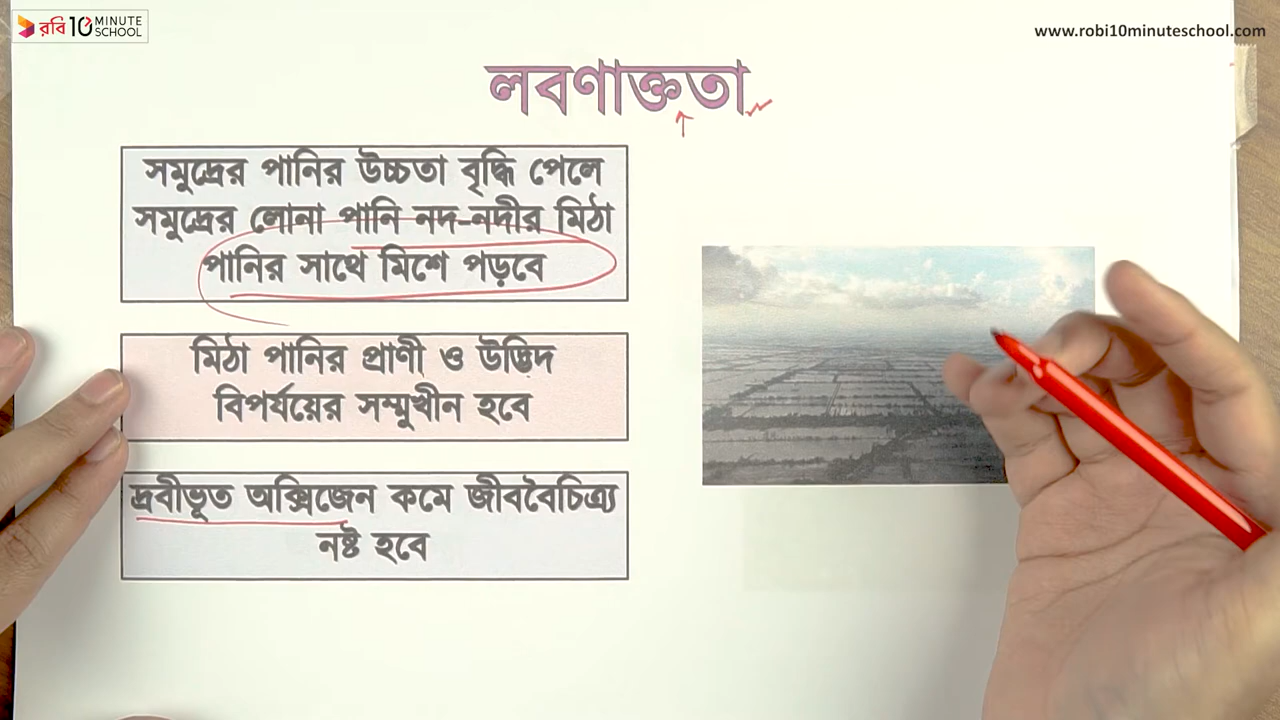 রবি 10 MINUTE SCHOOL
www.robi10minuteschool.com
লবণাক্ততা
সমুদ্রের পানির উচ্চতা বৃদ্ধি পেলে
সমুদ্রের লোনা পানি নদ-নদীর মিঠা
পানির সাথে মিশে পড়বে
মিঠা পানির প্রাণী ও উদ্ভিদ
বিপর্যয়ের সম্মুখীন হবে
দ্রবীভূত অক্সিজেন কমে জীববৈচিত্র্য
নষ্ট হবে